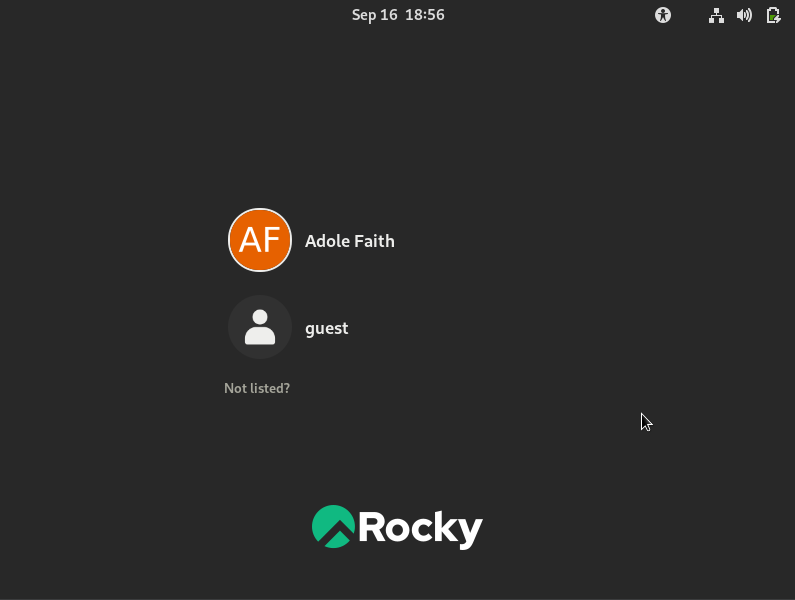 Sep 16 18:56
AF
Adole Faith
guest
Not listed?
Rocky